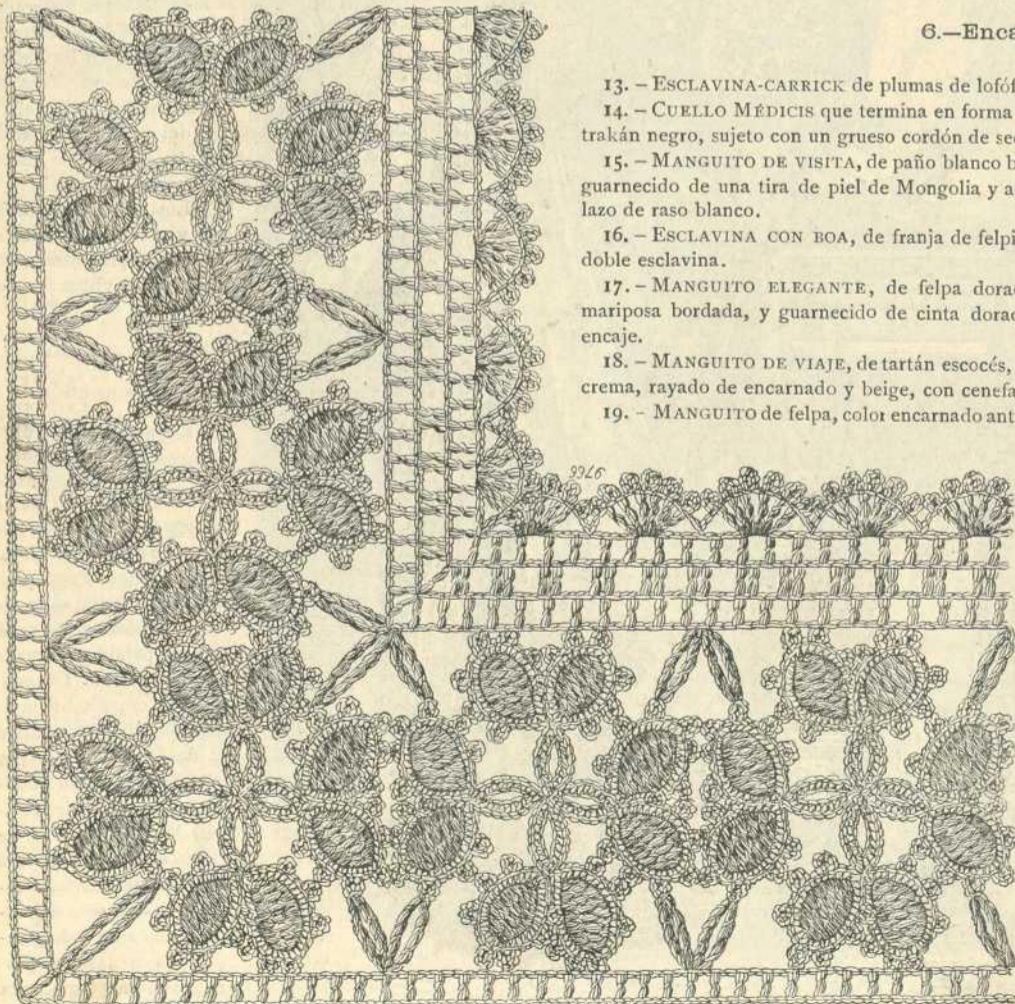 6.—Enca
13. – ESCLAVINA-CARRICK de plumas de lofóf
14. – CUELLO MÉDICIS que termina en forma
trakán negro, sujeto con un grueso cordón de se
15. – MANGUITO DE VISITA, de paño blanco b
guarnecido de una tira de piel de Mongolia y a
lazo de raso blanco.
16. – ESCLAVINA CON BOA, de franja de felpi
doble esclavina.
17. – MANGUITO ELEGANTE, de felpa dorad
mariposa bordada, y guarnecido de cinta dorad
encaje.
18. – MANGUITO DE VIAJE, de tartán escocés,
crema, rayado de encarnado y beige, con cenefa
19. - MANGUITO de felpa, color encarnado ant
9766